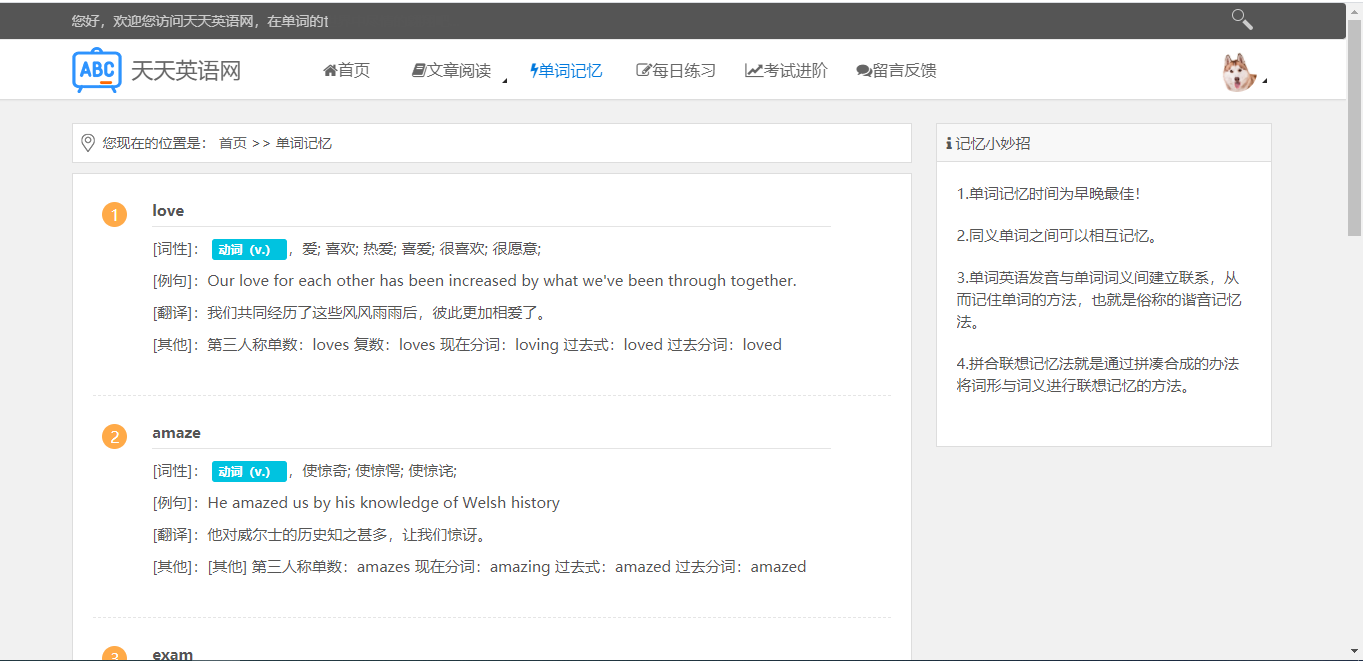 您好，欢迎您访问天天英语网，在单词的t
ABC 天天英语网 首页 文章阅读 单词记忆 每日练习 考试进阶 留言反馈
您现在的位置是： 首页 >> 单词记忆
1 love
[词性]： 动词 (v.) ，爱; 喜欢; 热爱; 喜爱; 很喜欢; 很愿意;
[例句]：Our love for each other has been increased by what we've been through together.
[翻译]：我们共同经历了这些风风雨雨后，彼此更加相爱了。
[其他]：第三人称单数：loves 复数：loves 现在分词：loving 过去式：loved 过去分词：loved
2 amaze
[词性]： 动词 (v.) ，使惊奇; 使惊愕; 使惊诧;
[例句]：He amazed us by his knowledge of Welsh history
[翻译]：他对威尔士的历史知之甚多，让我们惊讶。
[其他]：[其他] 第三人称单数：amazes 现在分词：amazing 过去式：amazed 过去分词：amazed
3 exam
记忆小妙招
1.单词记忆时间为早晚最佳！
2.同义单词之间可以相互记忆。
3.单词英语发音与单词词义间建立联系，从
而记住单词的方法，也就是俗称的谐音记忆
法。
4.拼合联想记忆法就是通过拼凑合成的办法
将词形与词义进行联想记忆的方法。